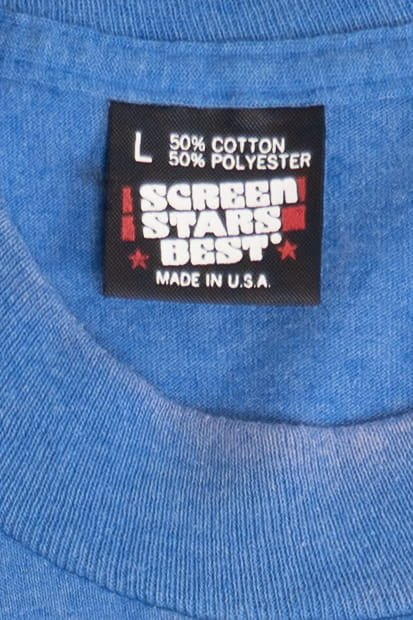 L 50% COTTON
50% POLYESTER
SCREEN
STARS
BEST
MADE IN U.S.A.